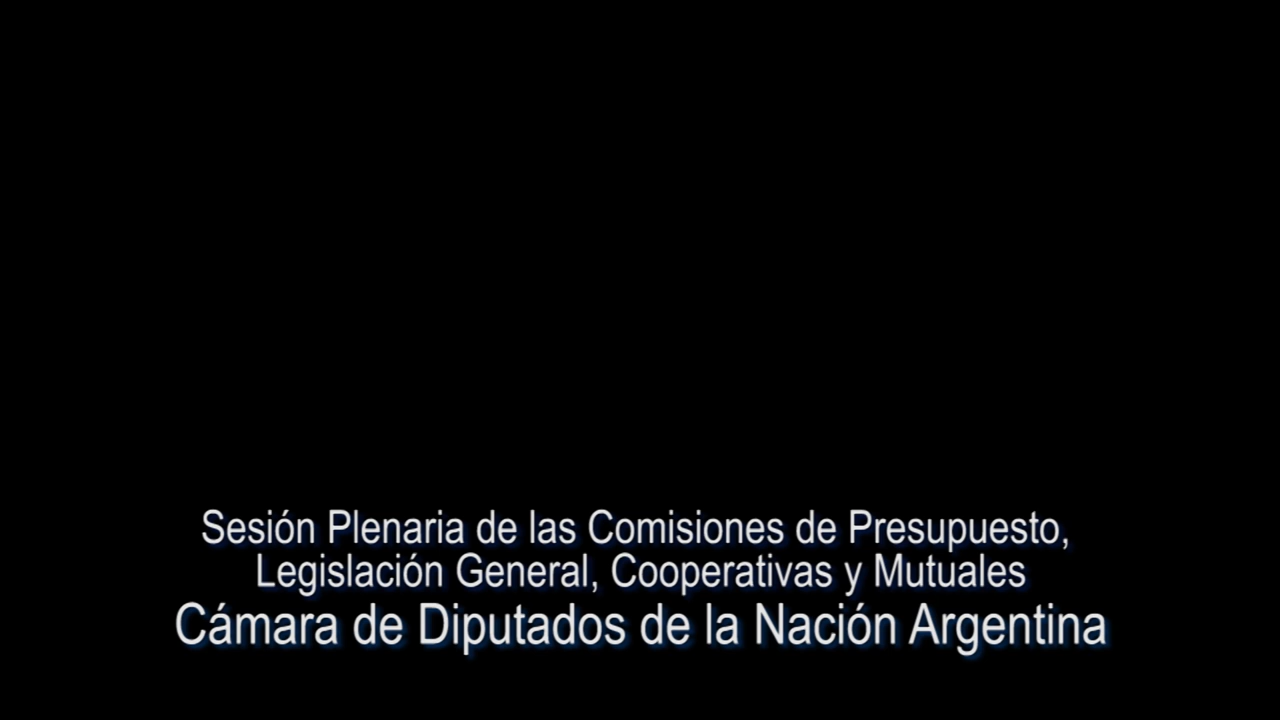 Sesión Plenaria de las Comisiones de Presupuesto,
Legislación General, Cooperativas y Mutuales
Cámara de Diputados de la Nación Argentina